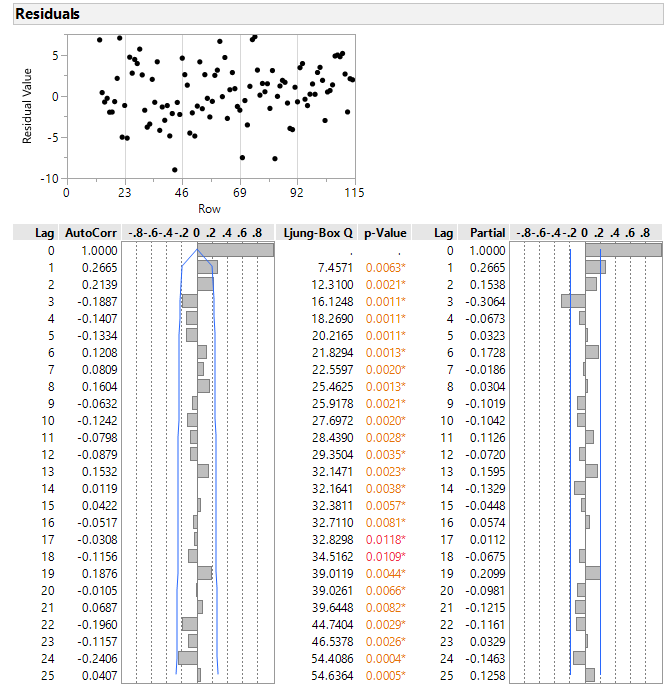 Residuals
Residual Value
5
0
-5
-10
0 23 46 69 92 115
Row
Lag AutoCorr -.8-.6-.4-.2 0 .2 .4 .6 .8 Ljung-Box Q p-Value Lag Partial -.8-.6-.4-.2 0 .2 .4 .6 .8
0 1.0000 . . 0 1.0000
1 0.2665 7.4571 0.0063* 1 0.2665
2 0.2139 12.3100 0.0021* 2 0.1538
3 -0.1887 16.1248 0.0011* 3 -0.3064
4 -0.1407 18.2690 0.0011* 4 -0.0673
5 -0.1334 20.2165 0.0011* 5 0.0323
6 0.1208 21.8294 0.0013* 6 0.1728
7 0.0809 22.5597 0.0020* 7 -0.0186
8 0.1604 25.4625 0.0013* 8 0.0304
9 -0.0632 25.9178 0.0021* 9 -0.1019
10 -0.1242 27.6972 0.0020* 10 -0.1042
11 -0.0798 28.4390 0.0028* 11 0.1126
12 -0.0879 29.3504 0.0035* 12 -0.0720
13 0.1532 32.1471 0.0023* 13 0.1595
14 0.0119 32.1641 0.0038* 14 -0.1329
15 0.0422 32.3811 0.0057* 15 -0.0448
16 -0.0517 32.7110 0.0081* 16 0.0574
17 -0.0308 32.8298 0.0118* 17 0.0112
18 -0.1156 34.5162 0.0109* 18 -0.0675
19 0.1876 39.0119 0.0044* 19 0.2099
20 -0.0105 39.0261 0.0066* 20 -0.0981
21 0.0687 39.6448 0.0082* 21 -0.1215
22 -0.1960 44.7404 0.0029* 22 -0.1161
23 -0.1157 46.5378 0.0026* 23 0.0329
24 -0.2406 54.4086 0.0004* 24 -0.1463
25 0.0407 54.6364 0.0005* 25 0.1258